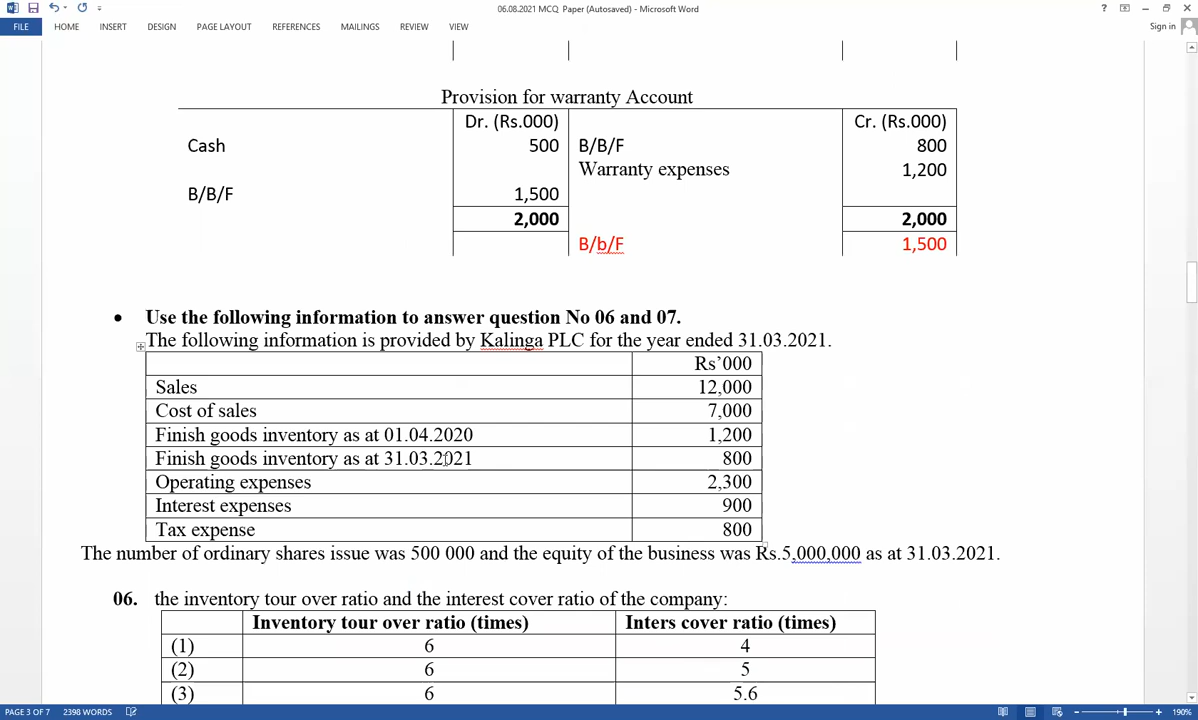 06.08.2021 MCQ Paper (Autosaved) - Microsoft Word
?
FILE HOME INSERT DESIGN PAGE LAYOUT REFERENCES MAILINGS REVIEW VIEW Sign in
Provision for warranty Account
Dr. (Rs.000) Cr. (Rs.000)
Cash 500 B/B/F 800
Warranty expenses 1,200
B/B/F 1,500
2,000 2,000
B/b/F 1,500
• Use the following information to answer question No 06 and 07.
The following information is provided by Kalinga PLC for the year ended 31.03.2021.
Rs’000
Sales 12,000
Cost of sales 7,000
Finish goods inventory as at 01.04.2020 1,200
Finish goods inventory as at 31.03.2021 800
Operating expenses 2,300
Interest expenses 900
Tax expense 800
The number of ordinary shares issue was 500 000 and the equity of the business was Rs.5,000,000 as at 31.03.2021.
06. the inventory tour over ratio and the interest cover ratio of the company:
Inventory tour over ratio (times) Inters cover ratio (times)
(1) 6 4
(2) 6 5
(3) 6 5.6
PAGE 3 OF 7 2398 WORDS 190%